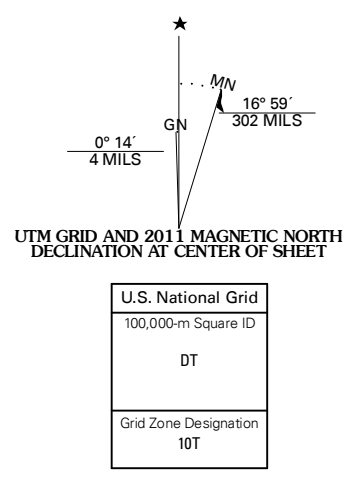 MN
16° 59´
302 MILS
GN
0° 14´
4 MILS
UTM GRID AND 2011 MAGNETIC NORTH
DECLINATION AT CENTER OF SHEET
U.S. National Grid
100,000-m Square ID
DT
Grid Zone Designation
10T